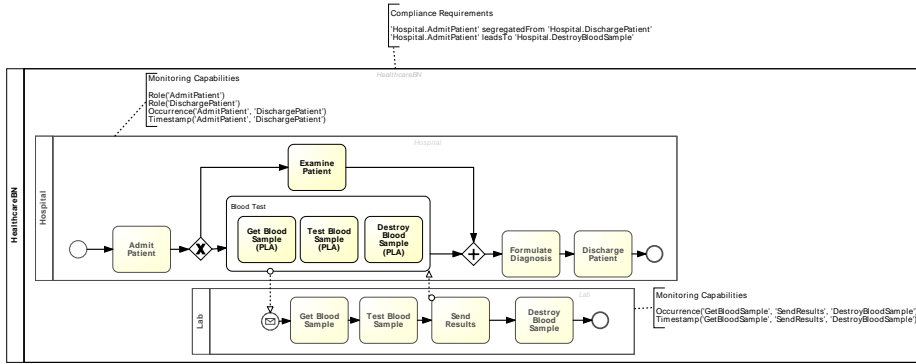 Compliance Requirements
'Hospital.AdmitPatient' segregatedFrom 'Hospital.DischargePatient'
'Hospital.AdmitPatient' leadsTo 'Hospital.DestroyBloodSample'
HealthcareBN
HealthcareBN
Monitoring Capabilities
Role('AdmitPatient')
Role('DischargePatient')
Occurrence('AdmitPatient', 'DischargePatient')
Timestamp('AdmitPatient', 'DischargePatient')
Hospital
Hospital
Examine
Patient
Blood Test
Admit
Patient
Get Blood
Sample
(PLA)
Test Blood
Sample
(PLA)
Destroy
Blood
Sample
(PLA)
Formulate
Diagnosis
Discharge
Patient
Lab
Lab
Get Blood
Sample
Test Blood
Sample
Send
Results
Destroy
Blood
Sample
Monitoring Capabilities
Occurrence('GetBloodSample', 'SendResults', 'DestroyBloodSample')
Timestamp('GetBloodSample', 'SendResults', 'DestroyBloodSample')